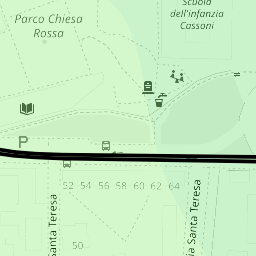 Parco Chiesa
Rossa
Scuola
dell'infanzia
Cassoni
P
52 54 56 58 60 62 64
Santa Teresa
ia Santa Teresa
50